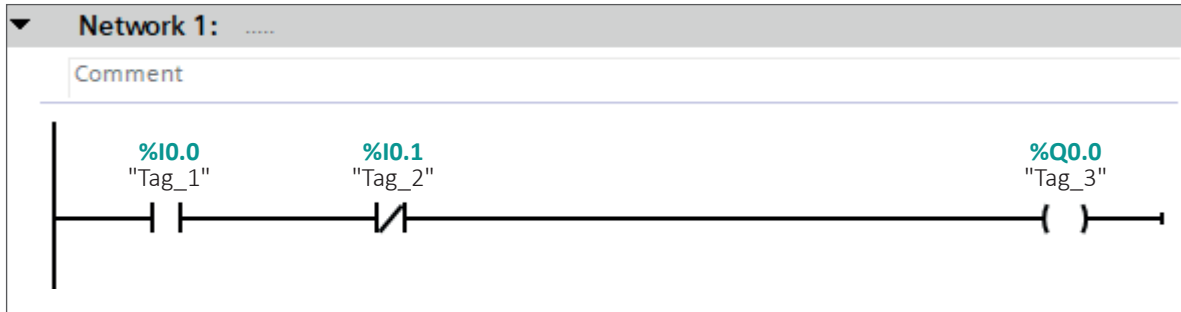 Network 1: .....
Comment
%I0.0 %I0.1 %Q0.0
"Tag_1" "Tag_2" "Tag_3"